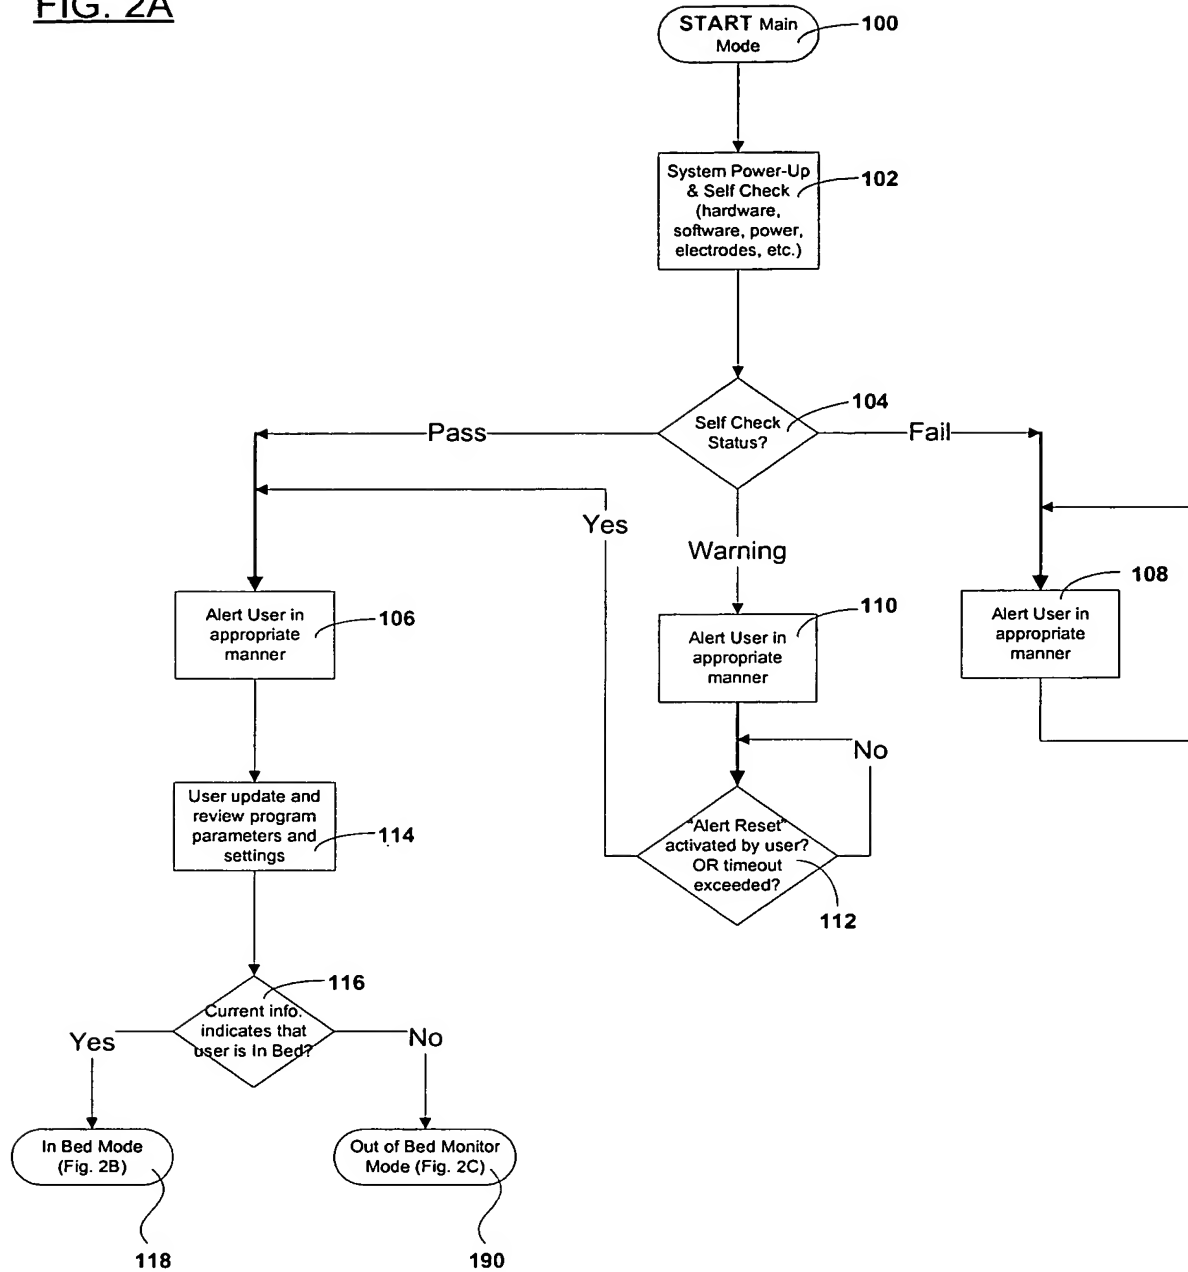 FIG. 2A
START Main
Mode
100
System Power-Up
& Self Check
(hardware,
software, power,
electrodes, etc.)
102
Self Check
Status?
104
Pass
Fail
Yes
Warning
Alert User in
appropriate
manner
106
Alert User in
appropriate
manner
110
Alert User in
appropriate
manner
108
No
User update and
review program
parameters and
settings
114
"Alert Reset"
activated by user?
OR timeout
exceeded?
112
Current info.
indicates that
user is In Bed?
116
Yes
No
In Bed Mode
(Fig. 2B)
118
Out of Bed Monitor
Mode (Fig. 2C)
190